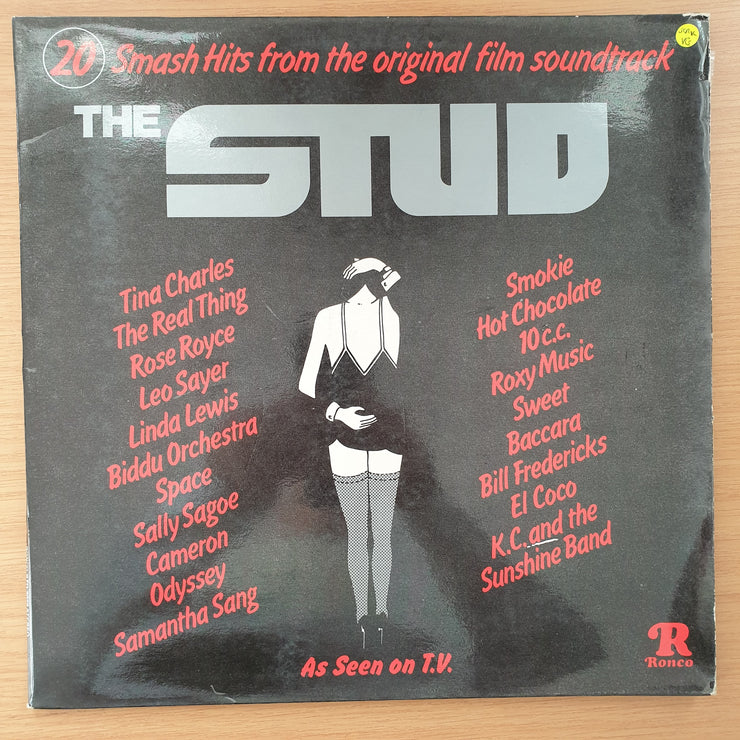 20 Smash Hits from the original film soundtrack
THE STUD
Tina Charles
The Real Thing
Rose Royce
Leo Sayer
Linda Lewis
Biddu Orchestra
Space
Sally Sagoe
Cameron
Odyssey
Samantha Sang
Smokie
Hot Chocolate
10 c.c.
Roxy Music
Sweet
Baccara
Bill Fredericks
El Coco
K.C. and the
Sunshine Band
As Seen on T.V.
R
Ronco